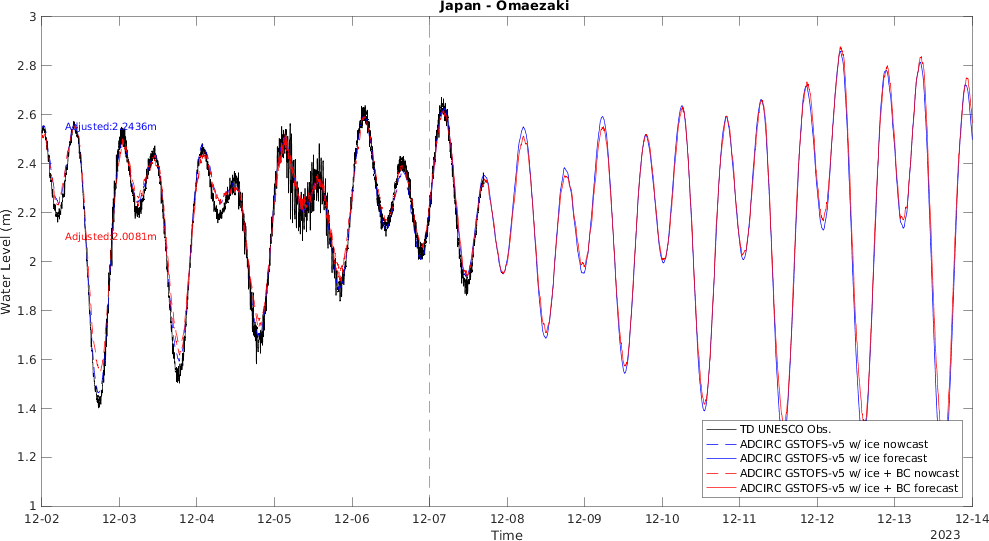 Japan - Omaezaki
3
2.8
2.6
2.4
2.2
2
1.8
1.6
1.4
1.2
1
Water Level (m)
Adjusted:2.2436m
Adjusted:2.0081m
TD UNESCO Obs.
ADCIRC GSTOFS-v5 w/ ice nowcast
ADCIRC GSTOFS-v5 w/ ice forecast
ADCIRC GSTOFS-v5 w/ ice + BC nowcast
ADCIRC GSTOFS-v5 w/ ice + BC forecast
12-02 12-03 12-04 12-05 12-06 12-07 12-08 12-09 12-10 12-11 12-12 12-13 12-14
Time
2023